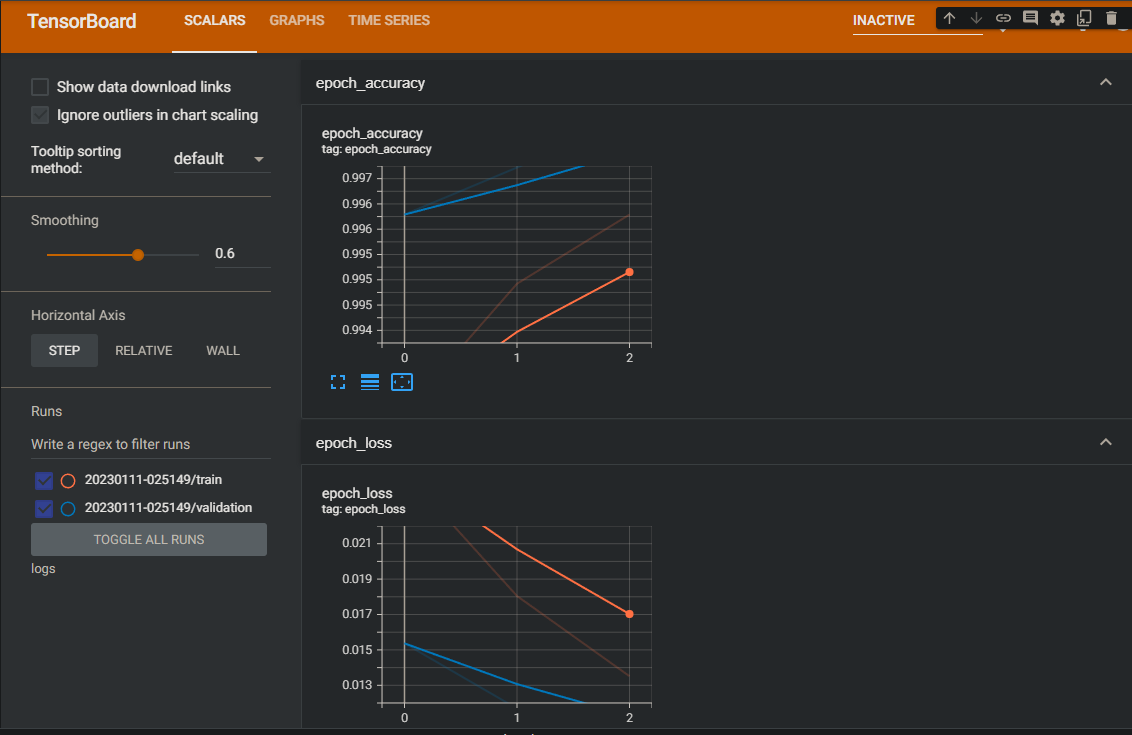 TensorBoard
SCALARS
GRAPHS
TIME SERIES
INACTIVE
Show data download links
Ignore outliers in chart scaling
Tooltip sorting
method:
default
Smoothing
0.6
Horizontal Axis
STEP
RELATIVE
WALL
Runs
Write a regex to filter runs
20230111-025149/train
20230111-025149/validation
TOGGLE ALL RUNS
logs
epoch_accuracy
epoch_accuracy
tag: epoch_accuracy
0.997
0.996
0.996
0.995
0.995
0.995
0.994
0 1 2
epoch_loss
epoch_loss
tag: epoch_loss
0.021
0.019
0.017
0.015
0.013
0 1 2